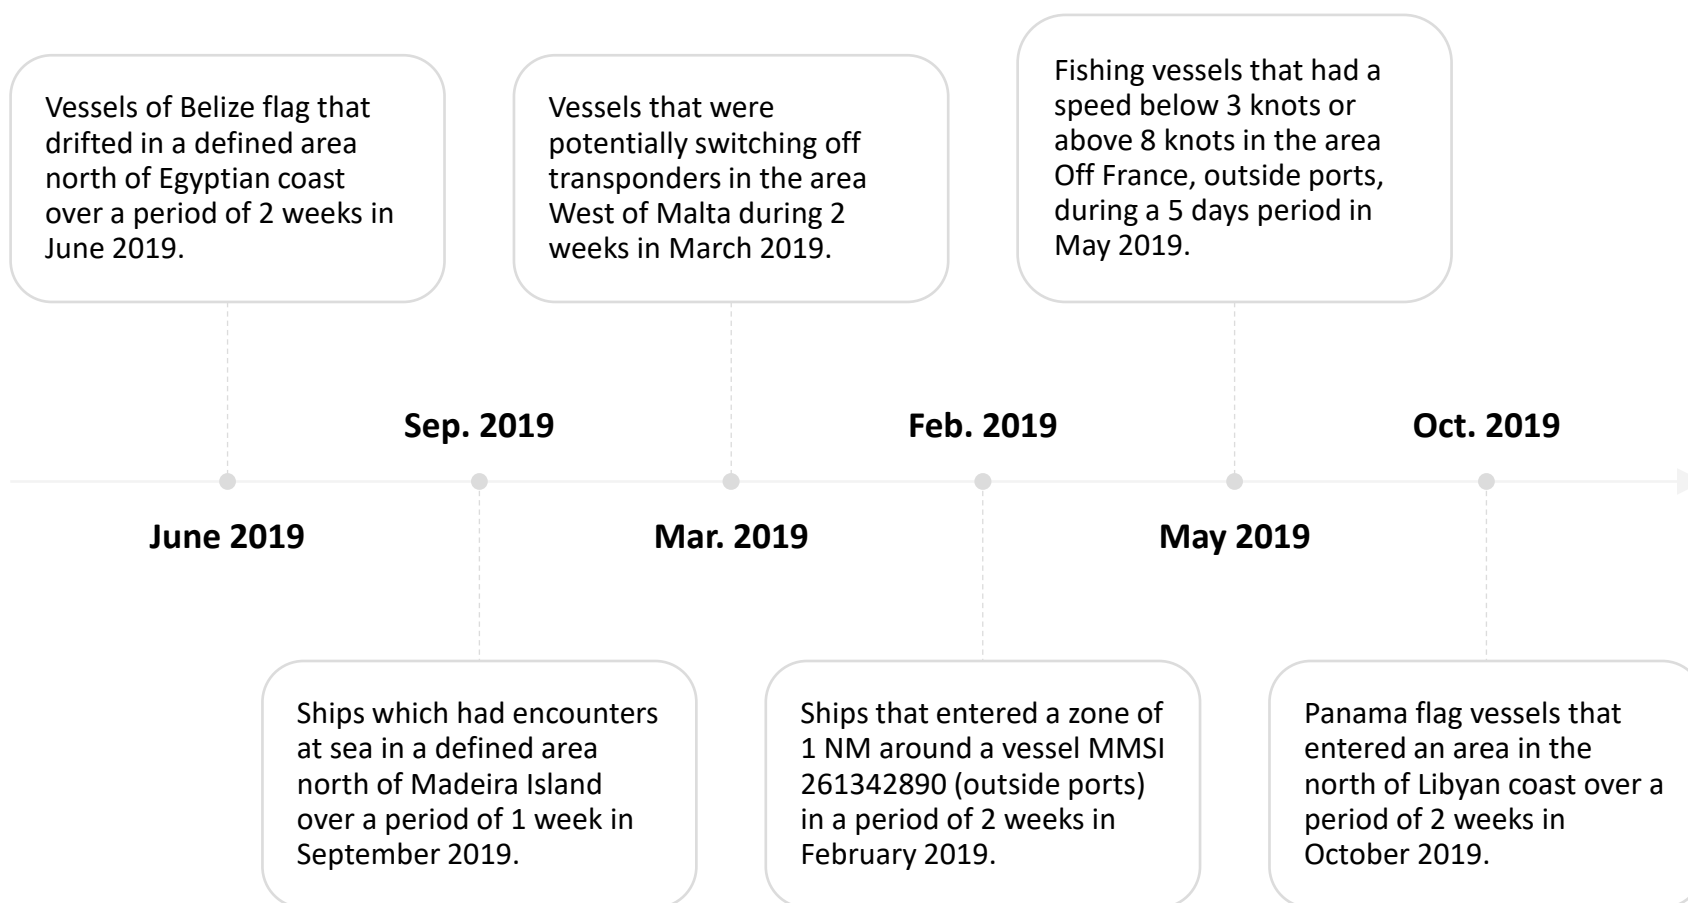 Vessels of Belize flag that
drifted in a defined area
north of Egyptian coast
over a period of 2 weeks in
June 2019.
Vessels that were
potentially switching off
transponders in the area
West of Malta during 2
weeks in March 2019.
Fishing vessels that had a
speed below 3 knots or
above 8 knots in the area
Off France, outside ports,
during a 5 days period in
May 2019.
Sep. 2019
Feb. 2019
Oct. 2019
June 2019
Mar. 2019
May 2019
Ships which had encounters
at sea in a defined area
north of Madeira Island
over a period of 1 week in
September 2019.
Ships that entered a zone of
1 NM around a vessel MMSI
261342890 (outside ports)
in a period of 2 weeks in
February 2019.
Panama flag vessels that
entered an area in the
north of Libyan coast over a
period of 2 weeks in
October 2019.